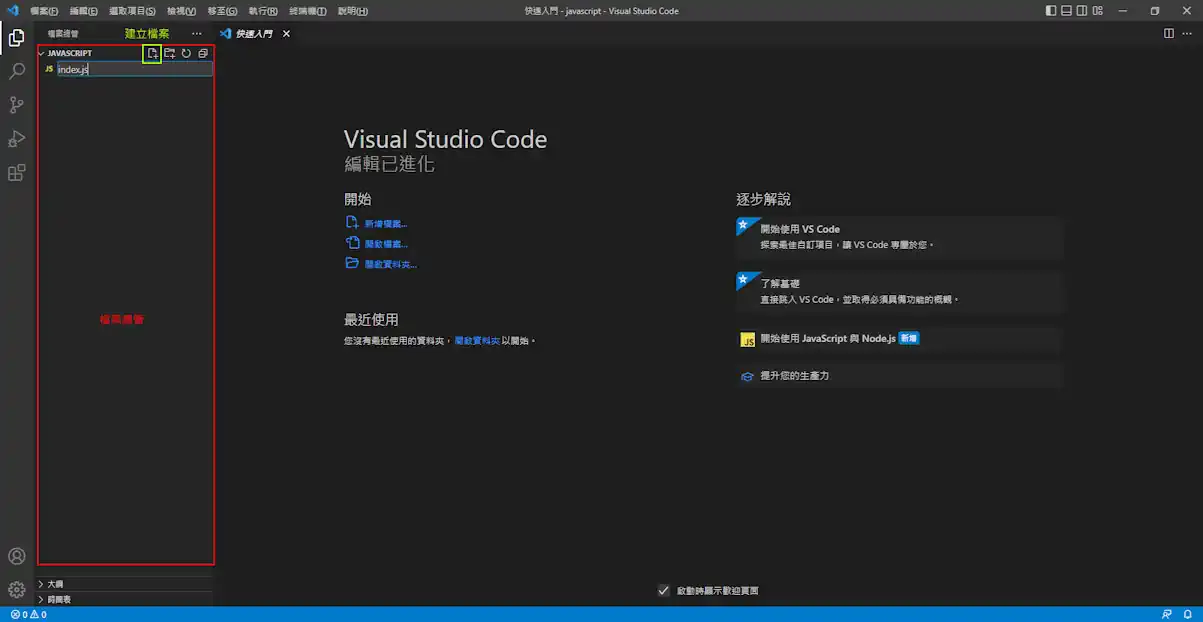 檔案(F) 編輯(E) 選取項目(S) 檢視(V) 移至(G) 執行(R) 終端機(T) 說明(H)
快速入門 - javascript - Visual Studio Code
檔案總管
建立檔案
快速入門
JAVASCRIPT
JS index.js
檔案總管
Visual Studio Code
編輯已進化
開始
新增檔案...
開啟檔案...
開啟資料夾...
最近使用
您沒有最近使用的資料夾，開啟資料夾以開始。
逐步解說
開始使用 VS Code
探索最佳自訂項目，讓 VS Code 專屬於您。
了解基礎
直接跳入 VS Code，並取得必須具備功能的概觀。
JS 開始使用 JavaScript 與 Node.js 新增
提升您的生產力
大綱
時間表
啟動時顯示歡迎頁面
0 0